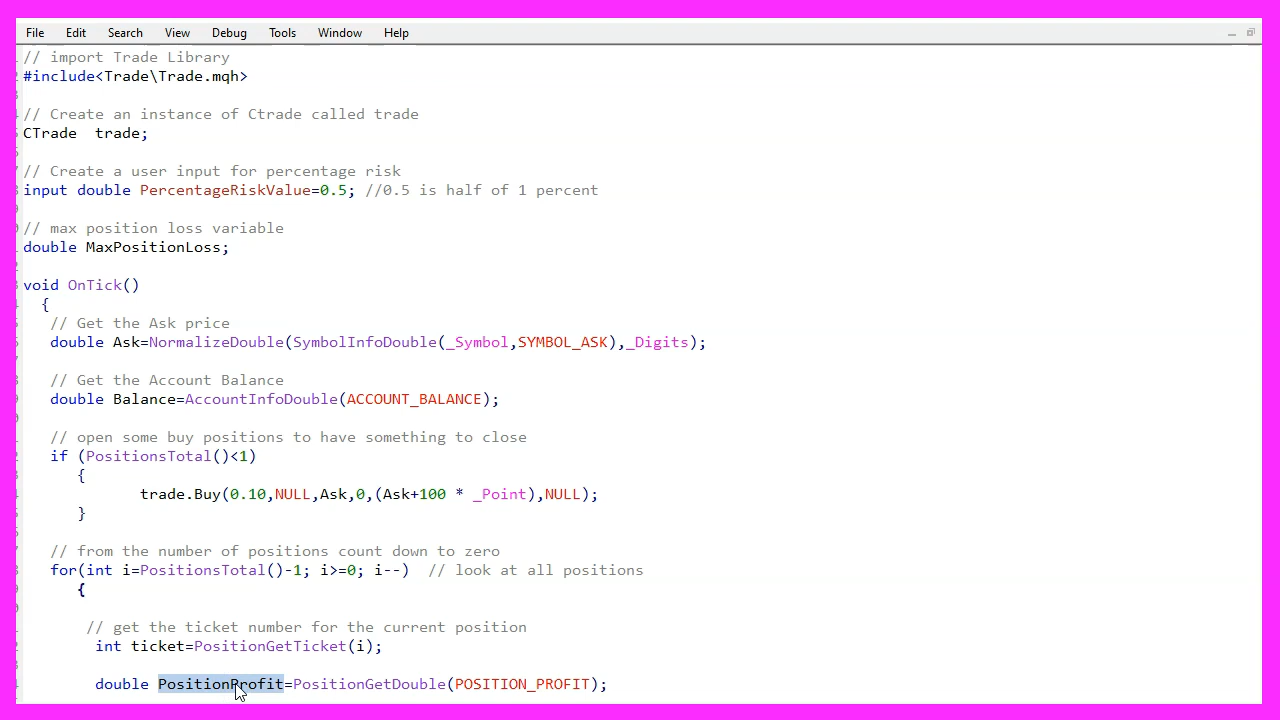 File Edit Search View Debug Tools Window Help
// import Trade Library
#include<Trade\Trade.mqh>
// Create an instance of Ctrade called trade
CTrade  trade;
// Create a user input for percentage risk
input double PercentageRiskValue=0.5; //0.5 is half of 1 percent
// max position loss variable
double MaxPositionLoss;
void OnTick()
{
// Get the Ask price
double Ask=NormalizeDouble(SymbolInfoDouble(_Symbol,SYMBOL_ASK),_Digits);
// Get the Account Balance
double Balance=AccountInfoDouble(ACCOUNT_BALANCE);
// open some buy positions to have something to close
if (PositionsTotal()<1)
{
trade.Buy(0.10,NULL,Ask,0,(Ask+100 * _Point),NULL);
}
// from the number of positions count down to zero
for(int i=PositionsTotal()-1; i>=0; i--)  // look at all positions
{
// get the ticket number for the current position
int ticket=PositionGetTicket(i);
double PositionProfit=PositionGetDouble(POSITION_PROFIT);